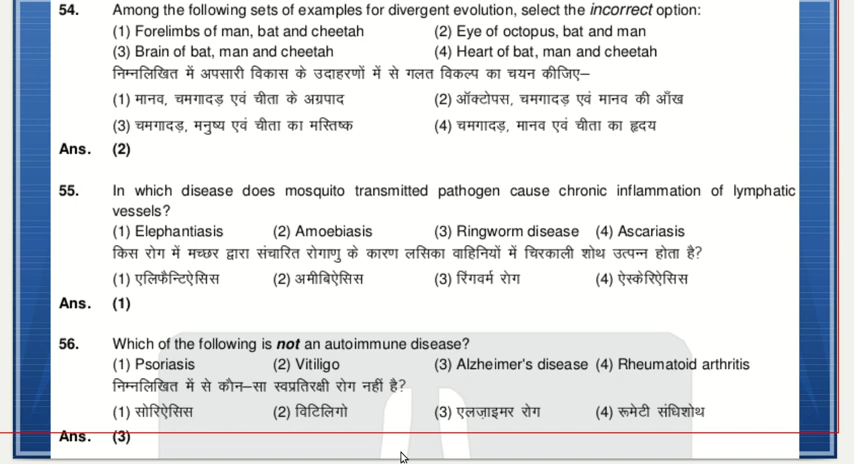 54. Among the following sets of examples for divergent evolution, select the incorrect option:
(1) Forelimbs of man, bat and cheetah (2) Eye of octopus, bat and man
(3) Brain of bat, man and cheetah (4) Heart of bat, man and cheetah
निम्नलिखित में अपसारी विकास के उदाहरणों में से गलत विकल्प का चयन कीजिए–
(1) मानव, चमगादड़ एवं चीता के अग्रपाद (2) ऑक्टोपस, चमगादड़ एवं मानव की आँख
(3) चमगादड़, मनुष्य एवं चीता का मस्तिष्क (4) चमगादड़, मानव एवं चीता का हृदय
Ans. (2)
55. In which disease does mosquito transmitted pathogen cause chronic inflammation of lymphatic
vessels?
(1) Elephantiasis (2) Amoebiasis (3) Ringworm disease (4) Ascariasis
किस रोग में मच्छर द्वारा संचारित रोगाणु के कारण लसिका वाहिनियों में चिरकाली शोथ उत्पन्न होता है?
(1) एलिफैन्टिऐसिस (2) अमीबिऐसिस (3) रिंगवर्म रोग (4) ऐस्केरिऐसिस
Ans. (1)
56. Which of the following is not an autoimmune disease?
(1) Psoriasis (2) Vitiligo (3) Alzheimer's disease (4) Rheumatoid arthritis
निम्नलिखित में से कौन–सा स्वप्रतिरक्षी रोग नहीं है?
(1) सोरिऐसिस (2) विटिलिगो (3) एलज़ाइमर रोग (4) रूमेटी संधिशोथ
Ans. (3)